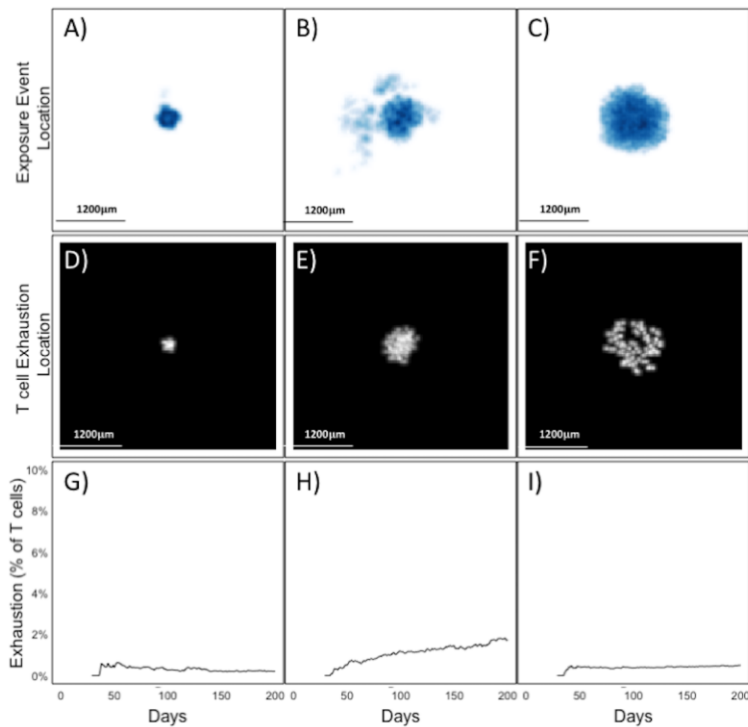 A)
B)
C)
Exposure Event
Location
1200μm
1200μm
1200μm
D)
E)
F)
T cell Exhaustion
Location
1200μm
1200μm
1200μm
G)
H)
I)
Exhaustion (% of T cells)
10%
8%
6%
4%
2%
0%
0 50 100 150 200
0 50 100 150 200
0 50 100 150 200
Days
Days
Days